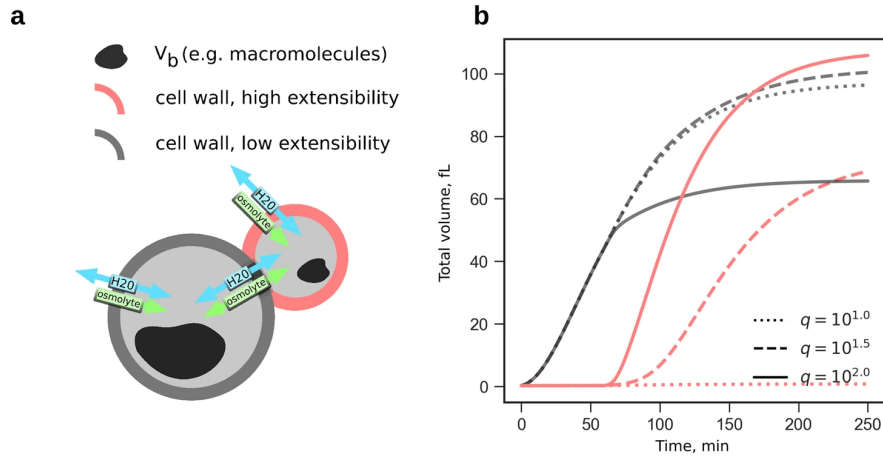 a
V_b (e.g. macromolecules)
cell wall, high extensibility
cell wall, low extensibility
H20
osmolyte
H20
osmolyte
H20
osmolyte
b
Total volume, fL
100
80
60
40
20
0
q = 10^1.0
q = 10^1.5
q = 10^2.0
0 50 100 150 200 250
Time, min